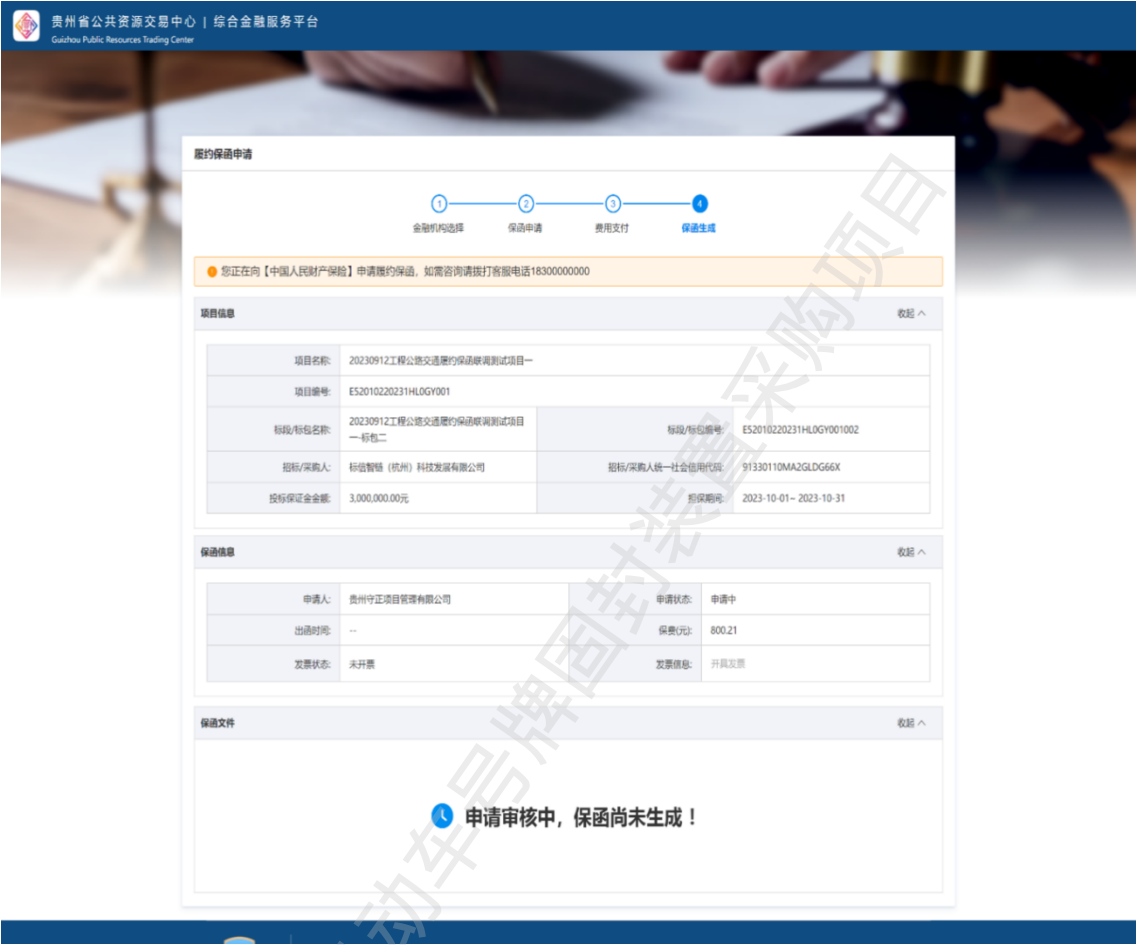 贵州省公共资源交易中心 | 综合金融服务平台
Guizhou Public Resources Trading Center
履约保函申请
1 2 3 4
金融机构选择 保函申请 费用支付 保函生成
您正在向【中国人民财产保险】申请履约保函，如需咨询请拨打客服电话18300000000
项目信息 收起
项目名称: 20230912工程公路交通履约保函联调测试项目一
项目编号: E52010220231HL0GY001
标段/标包名称: 20230912工程公路交通履约保函联调测试项目
一-标包二
标段/标包编号: E52010220231HL0GY001002
招标/采购人: 标信智链（杭州）科技发展有限公司 招标/采购人统一社会信用代码: 91330110MA2GLDG66X
投标保证金金额: 3,000,000.00元 担保期间: 2023-10-01~ 2023-10-31
保函信息 收起
申请人: 贵州守正项目管理有限公司 申请状态: 申请中
出函时间: -- 保费(元): 800.21
发票状态: 未开票 发票信息: 开具发票
保函文件 收起
申请审核中，保函尚未生成！
动车号牌固封装置采购项目